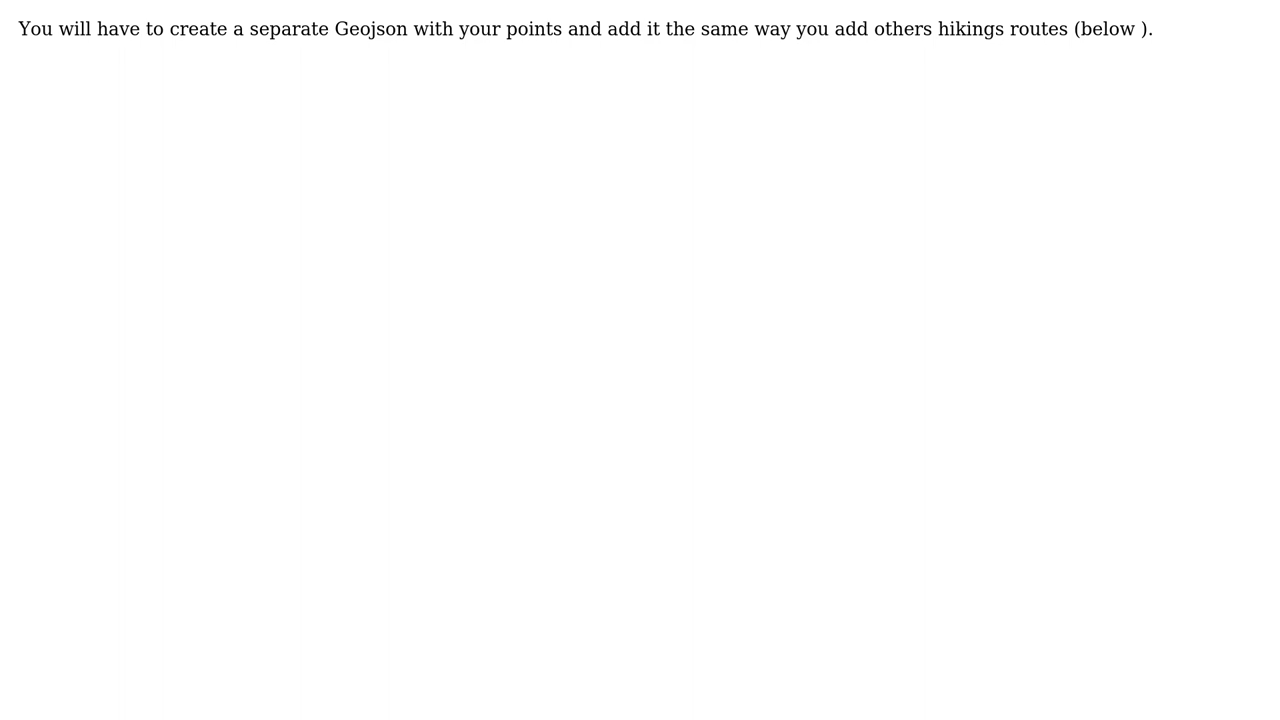 You will have to create a separate Geojson with your points and add it the same way you add others hikings routes (below ).